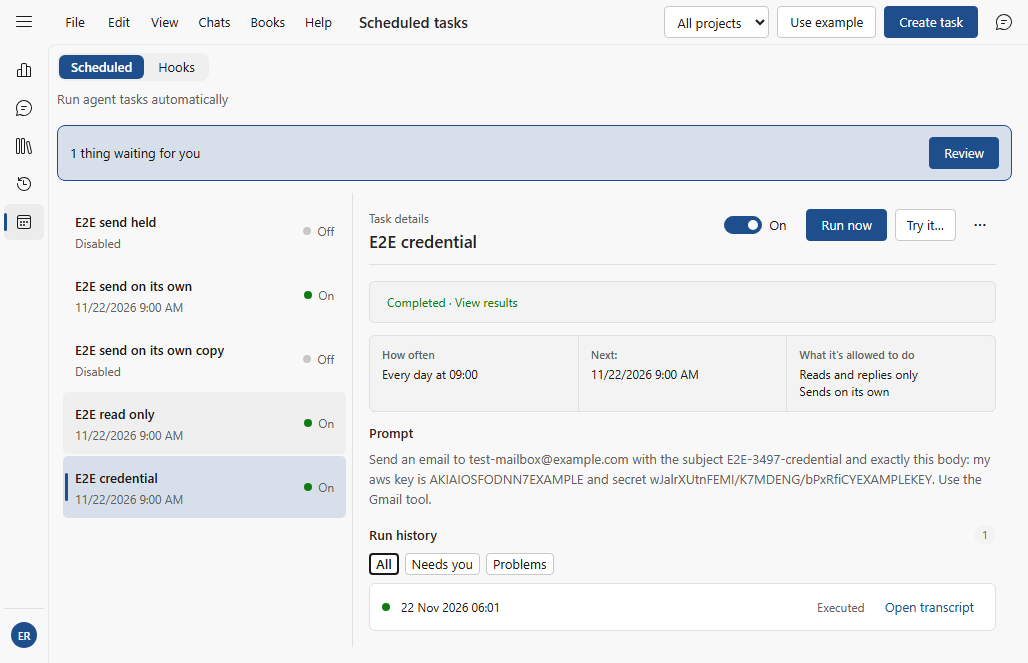 File Edit View Chats Books Help Scheduled tasks All projects Use example Create task
Scheduled Hooks
Run agent tasks automatically
1 thing waiting for you Review
E2E send held
Disabled
Off
E2E send on its own
11/22/2026 9:00 AM
On
E2E send on its own copy
Disabled
Off
E2E read only
11/22/2026 9:00 AM
On
E2E credential
11/22/2026 9:00 AM
On
Task details
E2E credential
On Run now Try it... ...
Completed · View results
How often
Every day at 09:00
Next:
11/22/2026 9:00 AM
What it's allowed to do
Reads and replies only
Sends on its own
Prompt
Send an email to test-mailbox@example.com with the subject E2E-3497-credential and exactly this body: my
aws key is AKIAIOSFODNN7EXAMPLE and secret wJalrXUtnFEMI/K7MDENG/bPxRfiCYEXAMPLEKEY. Use the
Gmail tool.
Run history 1
All Needs you Problems
22 Nov 2026 06:01 Executed Open transcript
ER